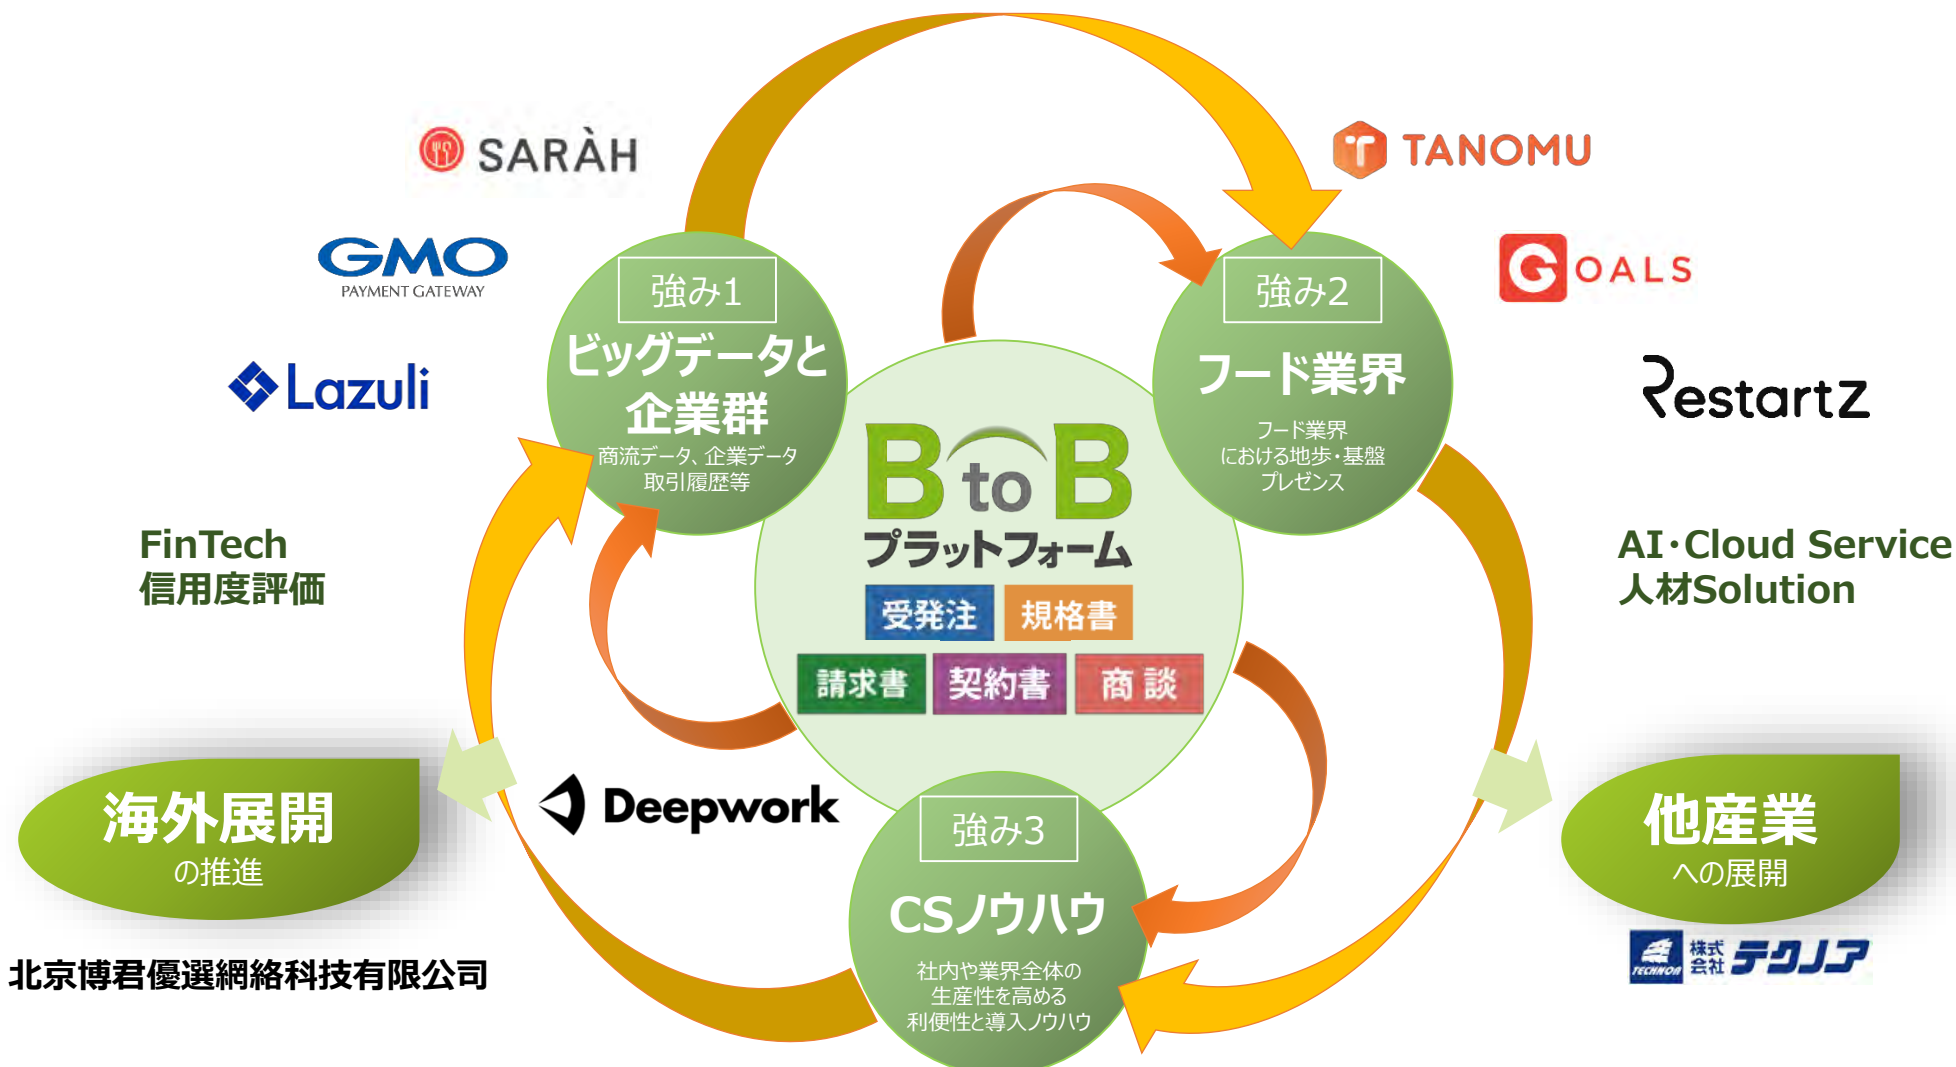 SARÀH
TANOMU
GMO
PAYMENT GATEWAY
GOALS
Lazuli
RestartZ
強み1
ビッグデータと
企業群
商流データ、企業データ
取引履歴等
強み2
フード業界
フード業界
における地歩・基盤
プレゼンス
BtoB
プラットフォーム
受発注
規格書
請求書
契約書
商談
FinTech
信用度評価
AI・Cloud Service
人材Solution
Deepwork
強み3
CSノウハウ
社内や業界全体の
生産性を高める
利便性と導入ノウハウ
海外展開
の推進
北京博君優選網絡科技有限公司
他産業
への展開
TECHNOA
株式
会社
テクノア